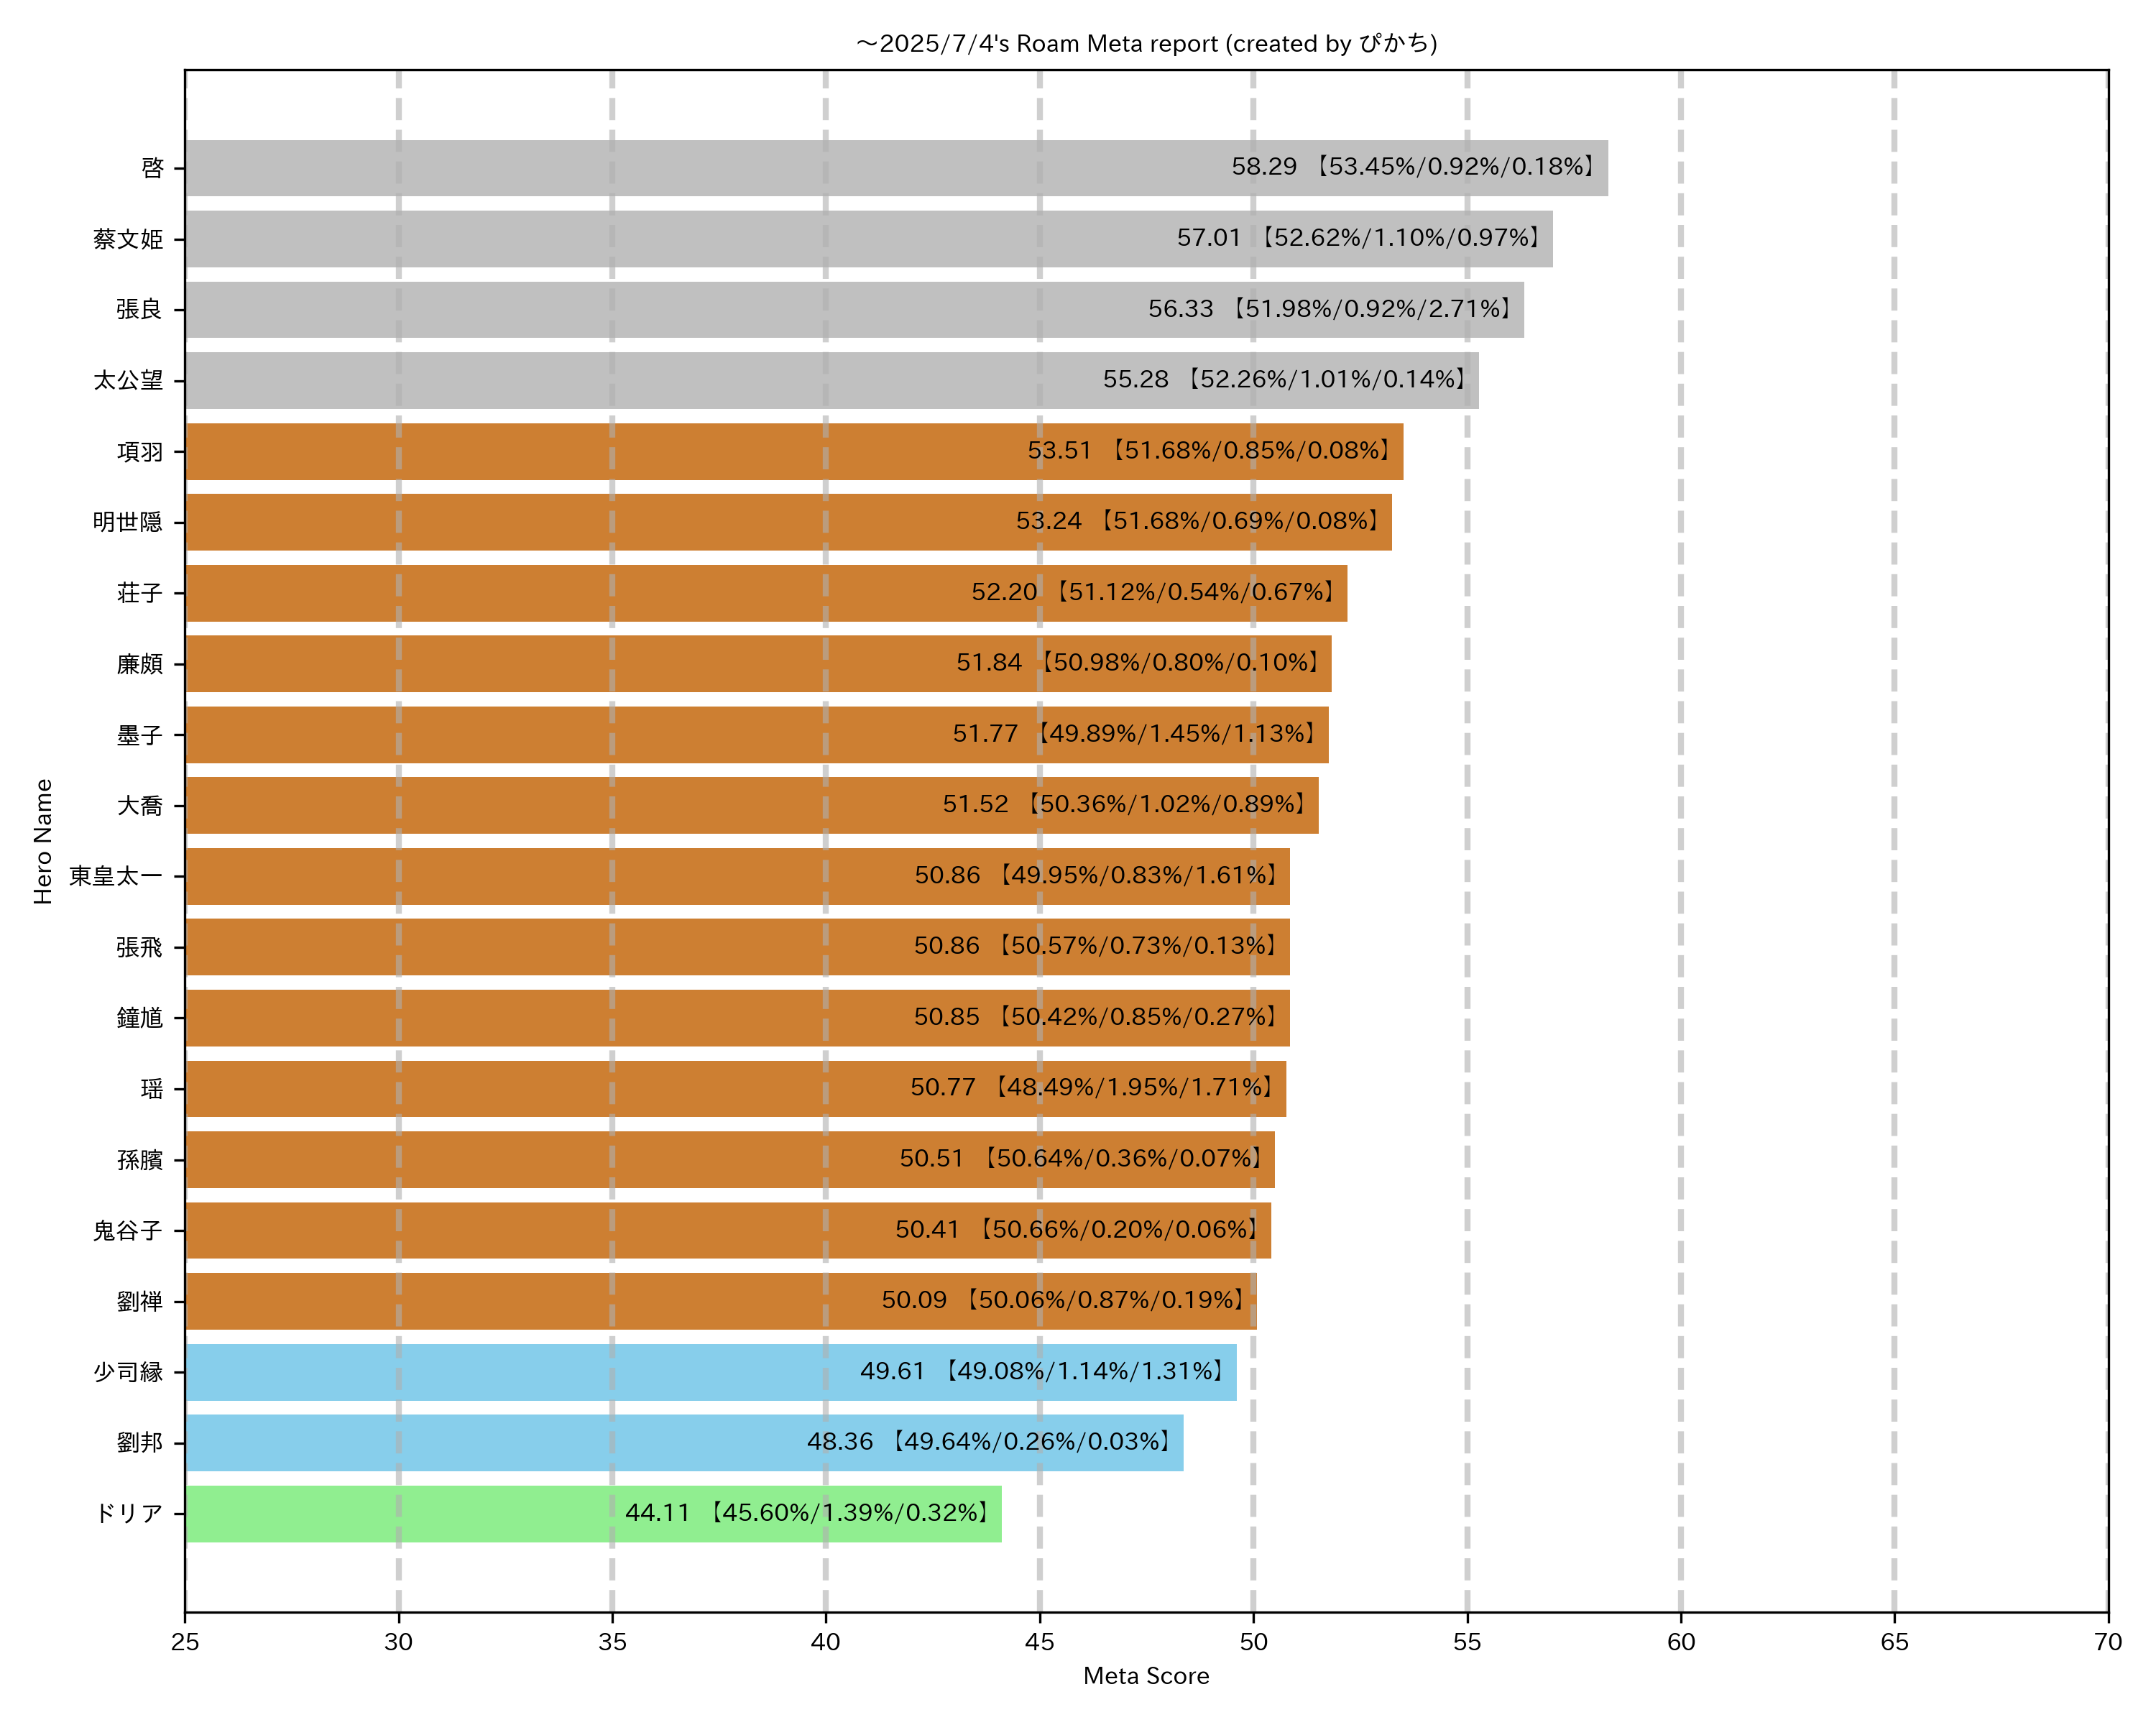 ～2025/7/4's Roam Meta report (created by ぴかち)
Hero Name
啓 58.29 【53.45%/0.92%/0.18%】
蔡文姫 57.01 【52.62%/1.10%/0.97%】
張良 56.33 【51.98%/0.92%/2.71%】
太公望 55.28 【52.26%/1.01%/0.14%】
項羽 53.51 【51.68%/0.85%/0.08%】
明世隠 53.24 【51.68%/0.69%/0.08%】
荘子 52.20 【51.12%/0.54%/0.67%】
廉頗 51.84 【50.98%/0.80%/0.10%】
墨子 51.77 【49.89%/1.45%/1.13%】
大喬 51.52 【50.36%/1.02%/0.89%】
東皇太一 50.86 【49.95%/0.83%/1.61%】
張飛 50.86 【50.57%/0.73%/0.13%】
鐘馗 50.85 【50.42%/0.85%/0.27%】
瑶 50.77 【48.49%/1.95%/1.71%】
孫臏 50.51 【50.64%/0.36%/0.07%】
鬼谷子 50.41 【50.66%/0.20%/0.06%】
劉禅 50.09 【50.06%/0.87%/0.19%】
少司縁 49.61 【49.08%/1.14%/1.31%】
劉邦 48.36 【49.64%/0.26%/0.03%】
ドリア 44.11 【45.60%/1.39%/0.32%】
25 30 35 40 45 50 55 60 65 70
Meta Score